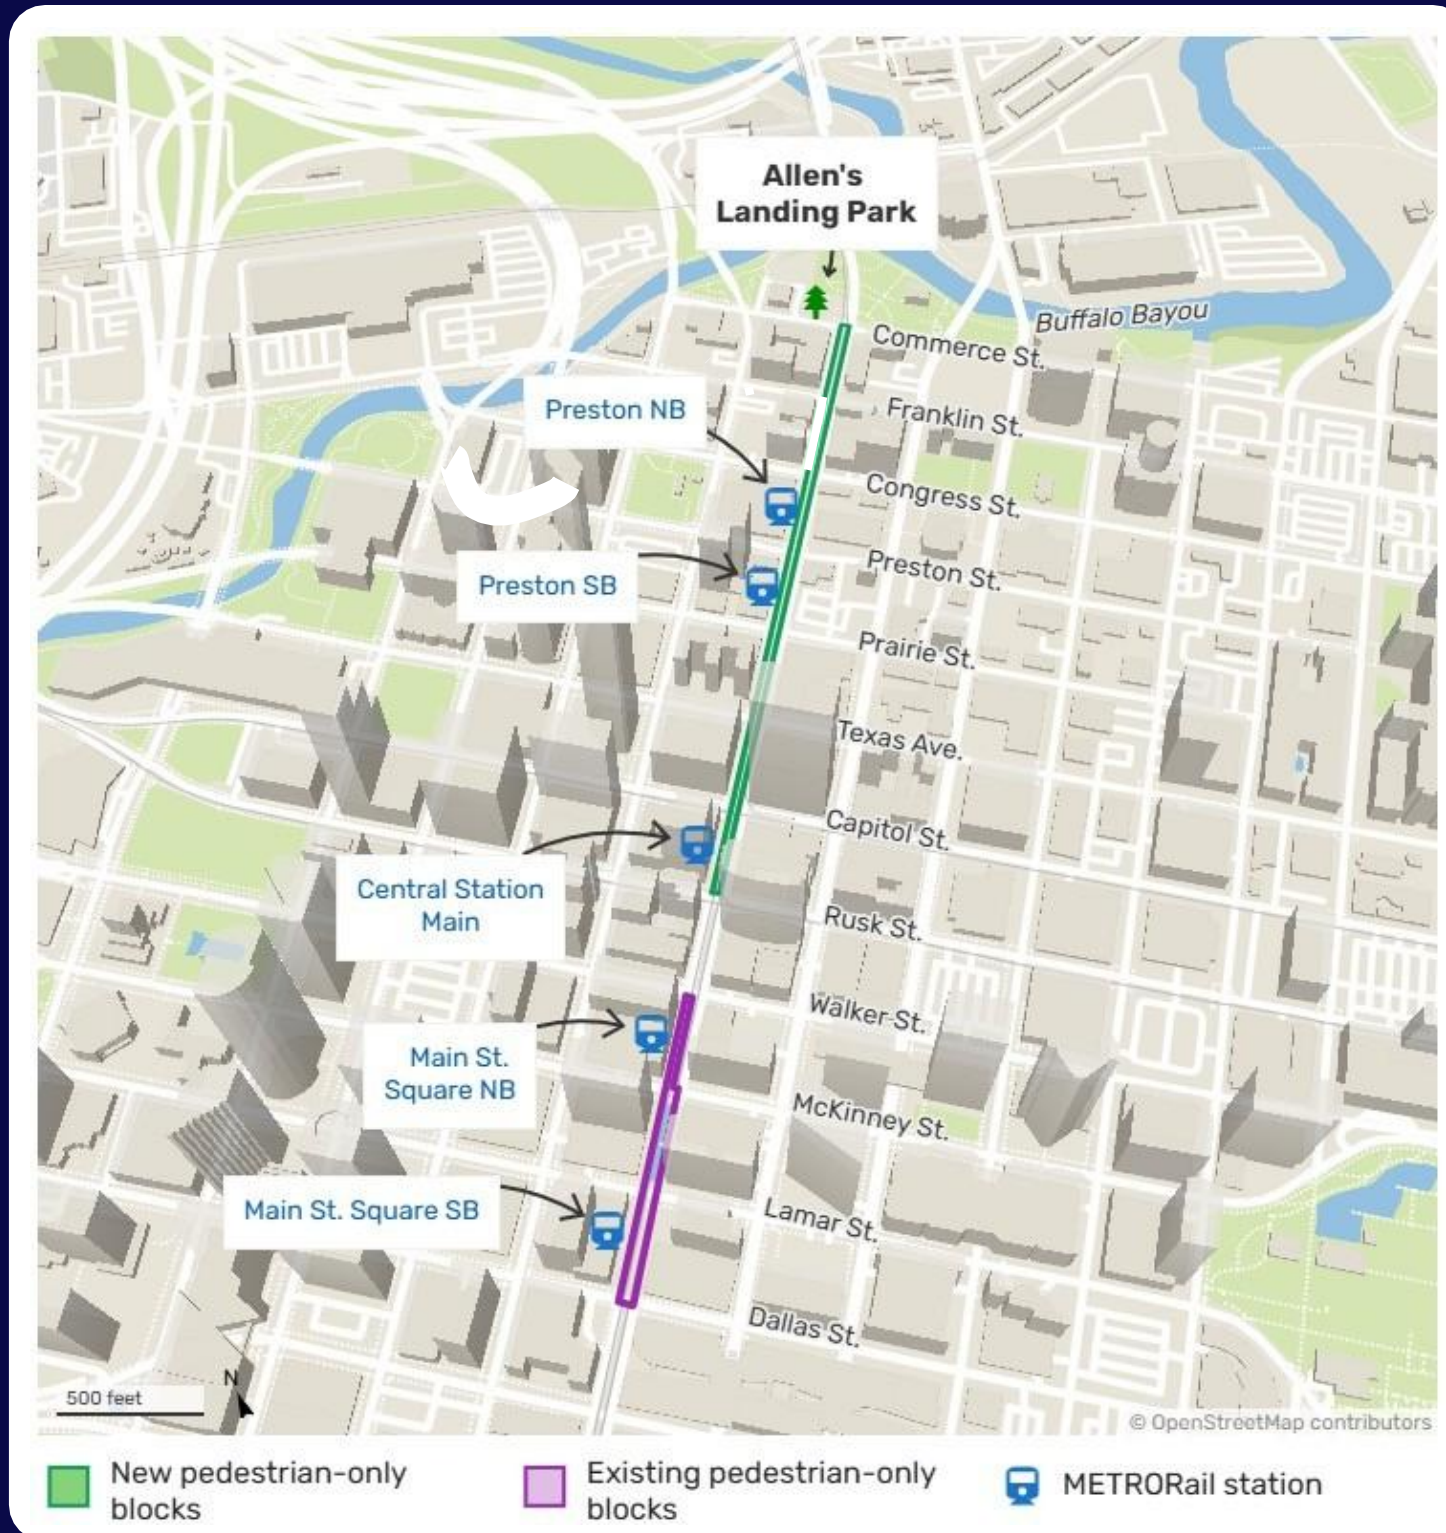 Allen's
Landing Park
Buffalo Bayou
Commerce St.
Preston NB
Franklin St.
Congress St.
Preston SB
Preston St.
Prairie St.
Texas Ave.
Capitol St.
Central Station
Main
Rusk St.
Walker St.
Main St.
Square NB
McKinney St.
Main St. Square SB
Lamar St.
Dallas St.
N
500 feet
© OpenStreetMap contributors
New pedestrian-only
blocks
Existing pedestrian-only
blocks
METRORail station